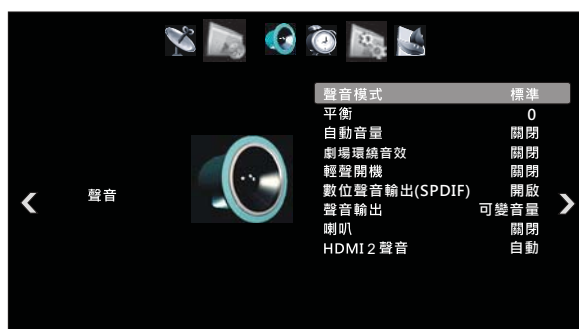 聲音模式 標準
平衡 0
自動音量 關閉
劇場環繞音效 關閉
輕聲開機 關閉
數位聲音輸出(SPDIF) 開啟
聲音
聲音輸出 可變音量
喇叭 關閉
HDMI 2 聲音 自動